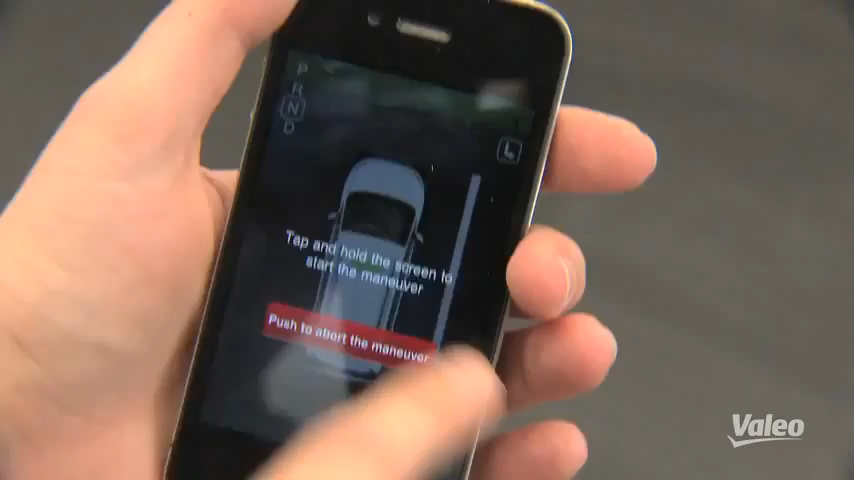 P
R
N
D
Tap and hold the screen to
start the maneuver
Push to abort the maneuver
Valeo